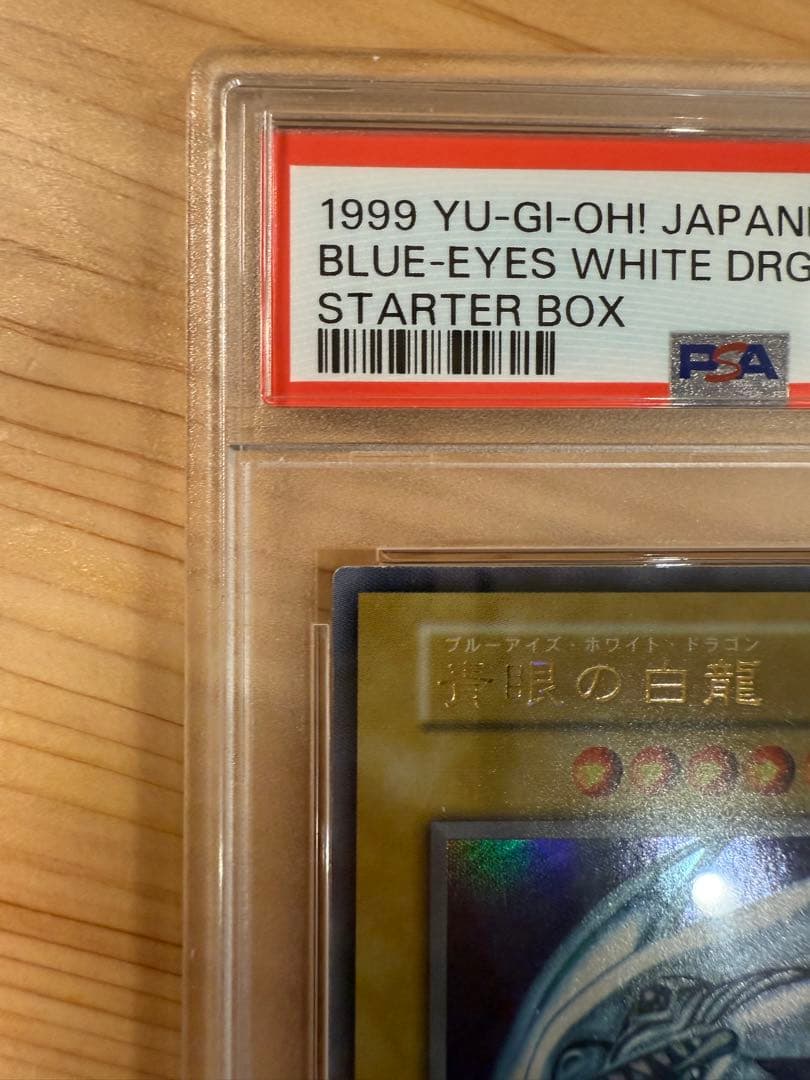 1999 YU-GI-OH! JAPAN
BLUE-EYES WHITE DRG
STARTER BOX
PSA
ブルーアイズ・ホワイト・ドラゴン
青眼の白龍